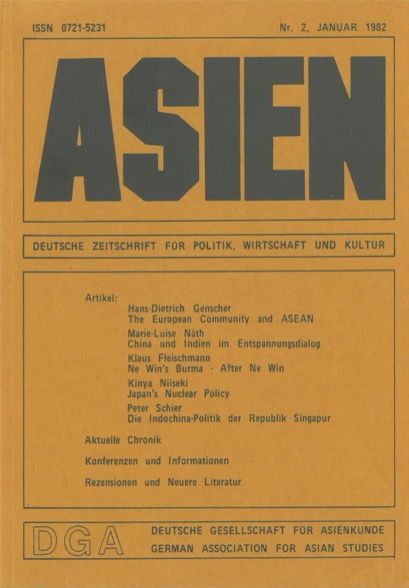 ISSN 0721-5231 Nr. 2, JANUAR 1982
ASIEN
DEUTSCHE ZEITSCHRIFT FÜR POLITIK, WIRTSCHAFT UND KULTUR
Artikel:
Hans-Dietrich Genscher
The European Community and ASEAN
Marie-Luise Näth
China und Indien im Entspannungsdialog
Klaus Fleischmann
Ne Win's Burma - After Ne Win
Kinya Niiseki
Japan's Nuclear Policy
Peter Schier
Die Indochina-Politik der Republik Singapur
Aktuelle Chronik
Konferenzen und Informationen
Rezensionen und Neuere Literatur
DGA DEUTSCHE GESELLSCHAFT FÜR ASIENKUNDE
GERMAN ASSOCIATION FOR ASIAN STUDIES